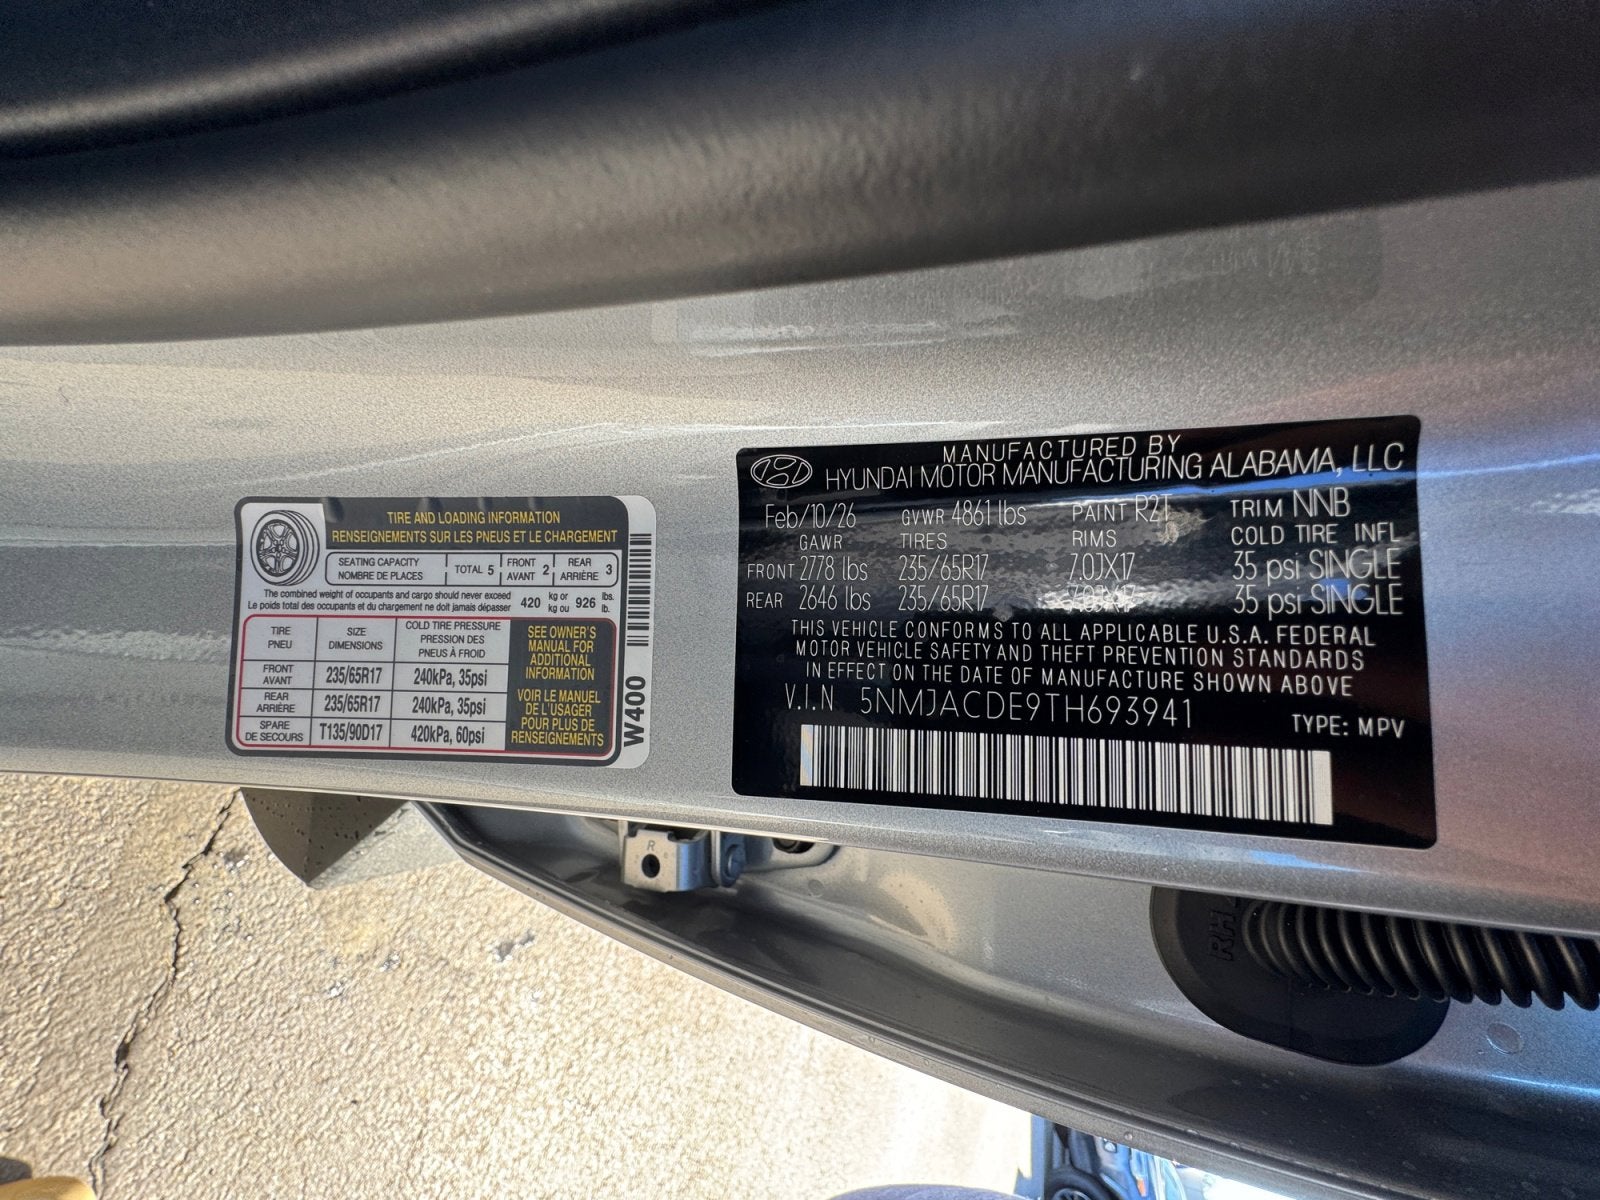 TIRE AND LOADING INFORMATION
RENSEIGNEMENTS SUR LES PNEUS ET LE CHARGEMENT
SEATING CAPACITY
NOMBRE DE PLACES
TOTAL 5
FRONT
AVANT 2
REAR
ARRIÈRE 3
The combined weight of occupants and cargo should never exceed
Le poids total des occupants et du chargement ne doit jamais dépasser
420 kg or
kg ou 926 lbs.
lb.
TIRE
PNEU
SIZE
DIMENSIONS
COLD TIRE PRESSURE
PRESSION DES
PNEUS À FROID
FRONT
AVANT
235/65R17
240kPa, 35psi
REAR
ARRIÈRE
235/65R17
240kPa, 35psi
SPARE
DE SECOURS
T135/90D17
420kPa, 60psi
SEE OWNER'S
MANUAL FOR
ADDITIONAL
INFORMATION
VOIR LE MANUEL
DE L'USAGER
POUR PLUS DE
RENSEIGNEMENTS
W400
MANUFACTURED BY
HYUNDAI MOTOR MANUFACTURING ALABAMA, LLC
Feb/10/26 GVWR 4861 lbs PAINT R2T TRIM NNB
GAWR TIRES RIMS COLD TIRE INFL
FRONT 2778 lbs 235/65R17 7.0JX17 35 psi SINGLE
REAR 2646 lbs 235/65R17 7.0JX17 35 psi SINGLE
THIS VEHICLE CONFORMS TO ALL APPLICABLE U.S.A. FEDERAL
MOTOR VEHICLE SAFETY AND THEFT PREVENTION STANDARDS
IN EFFECT ON THE DATE OF MANUFACTURE SHOWN ABOVE
V.I.N 5NMJACDE9TH693941
TYPE: MPV
R
RH